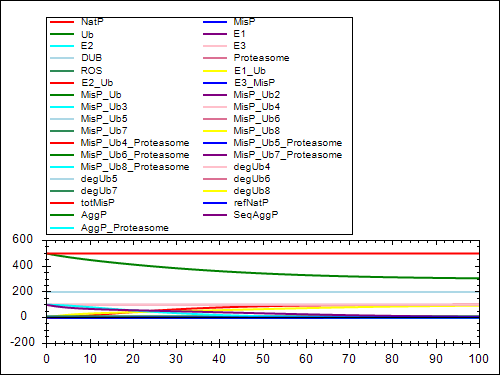 NatP MisP
Ub E1
E2 E3
DUB Proteasome
ROS E1_Ub
E2_Ub E3_MisP
MisP_Ub MisP_Ub2
MisP_Ub3 MisP_Ub4
MisP_Ub5 MisP_Ub6
MisP_Ub7 MisP_Ub8
MisP_Ub4_Proteasome MisP_Ub5_Proteasome
MisP_Ub6_Proteasome MisP_Ub7_Proteasome
MisP_Ub8_Proteasome degUb4
degUb5 degUb6
degUb7 degUb8
totMisP refNatP
AggP SeqAggP
AggP_Proteasome
600
400
200
0
-200
0 10 20 30 40 50 60 70 80 90 100